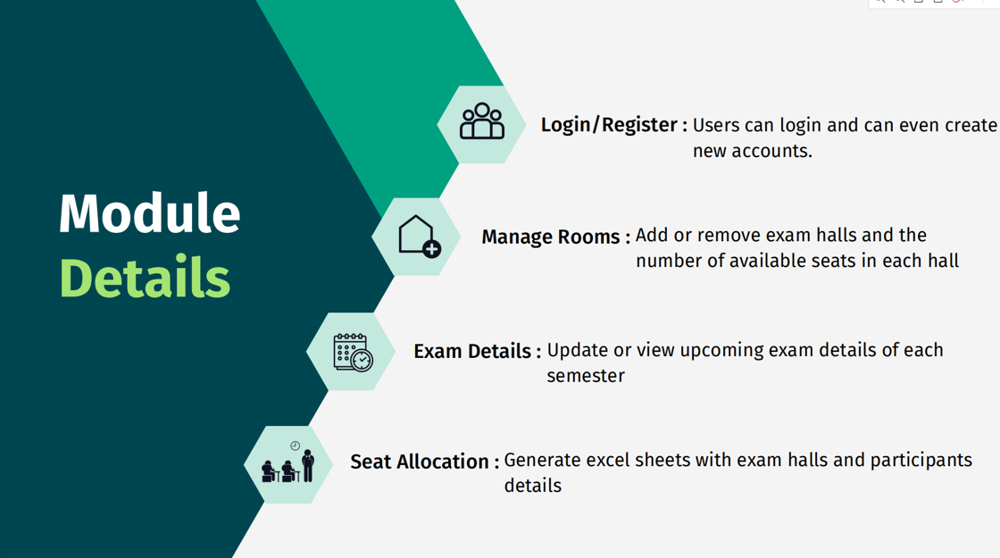 Module
Details
Login/Register : Users can login and can even create
new accounts.
Manage Rooms : Add or remove exam halls and the
number of available seats in each hall
Exam Details : Update or view upcoming exam details of each
semester
Seat Allocation : Generate excel sheets with exam halls and participants
details